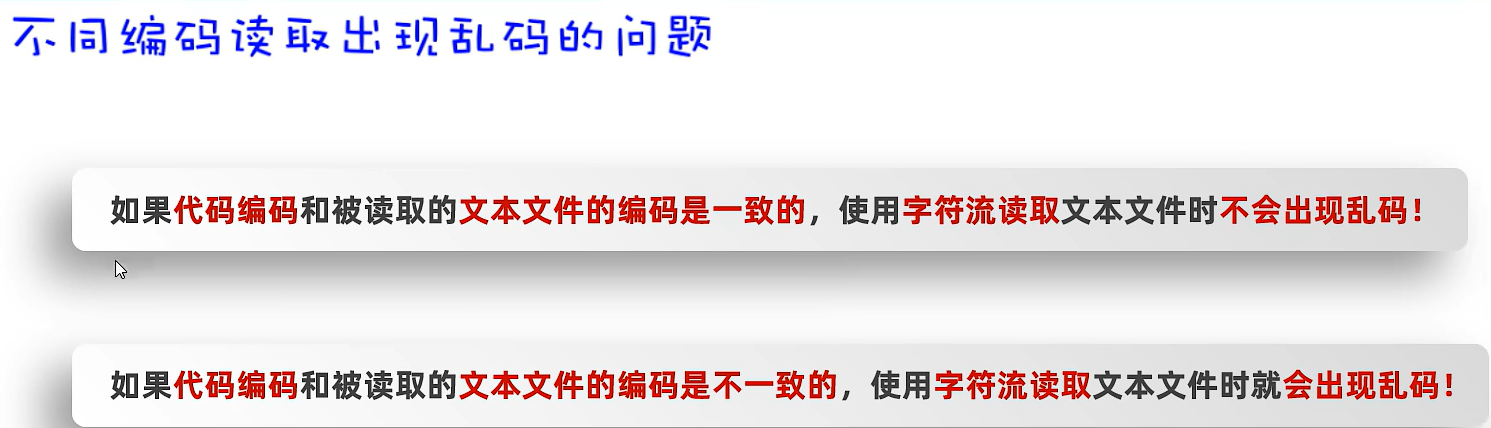 不同编码读取出现乱码的问题
如果代码编码和被读取的文本文件的编码是一致的，使用字符流读取文本文件时不会出现乱码！
如果代码编码和被读取的文本文件的编码是不一致的，使用字符流读取文本文件时就会出现乱码！